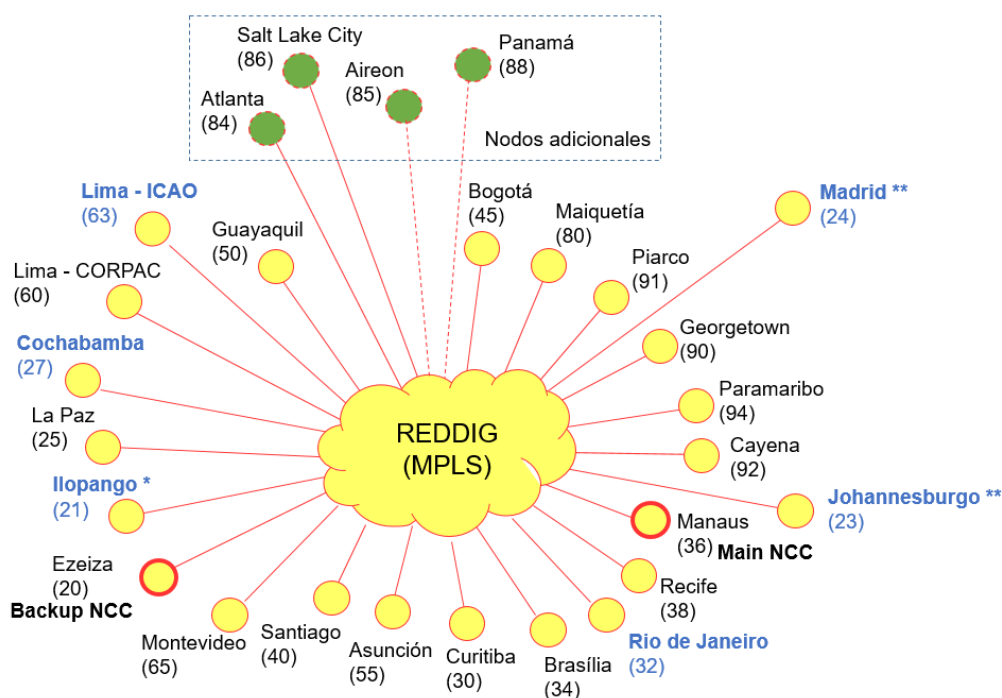 Salt Lake City
(86)
Panamá
(88)
Aireon
(85)
Atlanta
(84)
Nodos adicionales
Lima - ICAO
(63)
Bogotá
(45)
Madrid **
(24)
Guayaquil
(50)
Maiquetía
(80)
Lima - CORPAC
(60)
Piarco
(91)
Georgetown
(90)
Cochabamba
(27)
Paramaribo
(94)
La Paz
(25)
REDDIG
(MPLS)
Cayena
(92)
Ilopango *
(21)
Johannesburgo **
(23)
Manaus
(36) Main NCC
Ezeiza
(20)
Backup NCC
Recife
(38)
Montevideo
(65)
Santiago
(40)
Asunción
(55)
Curitiba
(30)
Brasília
(34)
Rio de Janeiro
(32)